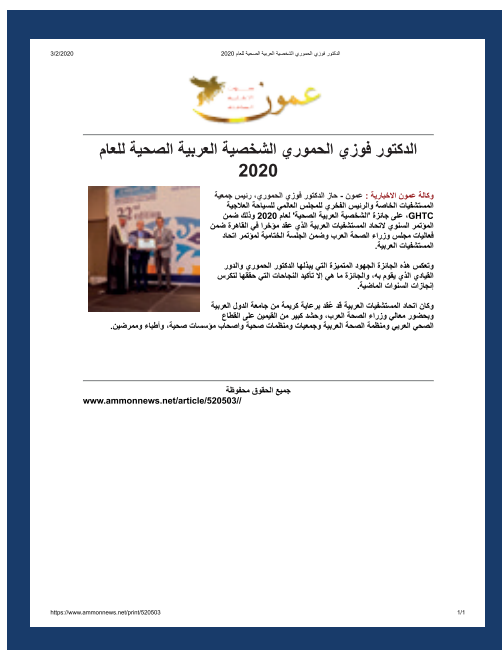 3/2/2020
الدكتور فوزي الحموري الشخصية العربية الصحية للعام 2020
عمون
الدكتور فوزي الحموري الشخصية العربية الصحية للعام
2020
وكالة عمون الاخبارية : عمون - حاز الدكتور فوزي الحموري، رئيس جمعية
المستشفيات الخاصة والرئيس الفخري للمجلس العالمي للسياحة العلاجية
GHTC، على جائزة "الشخصية العربية الصحية" لعام 2020 وذلك ضمن
المؤتمر السنوي لاتحاد المستشفيات العربية الذي عقد مؤخرا في القاهرة ضمن
فعاليات مجلس وزراء الصحة العرب وضمن الجلسة الختامية لمؤتمر اتحاد
المستشفيات العربية.
وتعكس هذه الجائزة الجهود المتميزة التي يبذلها الدكتور الحموري والدور
القيادي الذي يقوم به، والجائزة ما هي إلا تأكيد النجاحات التي حققها لتكرس
إنجازات السنوات الماضية.
وكان اتحاد المستشفيات العربية قد عُقد برعاية كريمة من جامعة الدول العربية
وبحضور معالي وزراء الصحة العرب، وحشد كبير من القيمين على القطاع
الصحي العربي ومنظمة الصحة العربية وجمعيات ومنظمات صحية واصحاب مؤسسات صحية، وأطباء وممرضين.
جميع الحقوق محفوظة
www.ammonnews.net/article/520503//
https://www.ammonnews.net/print/520503
1/1